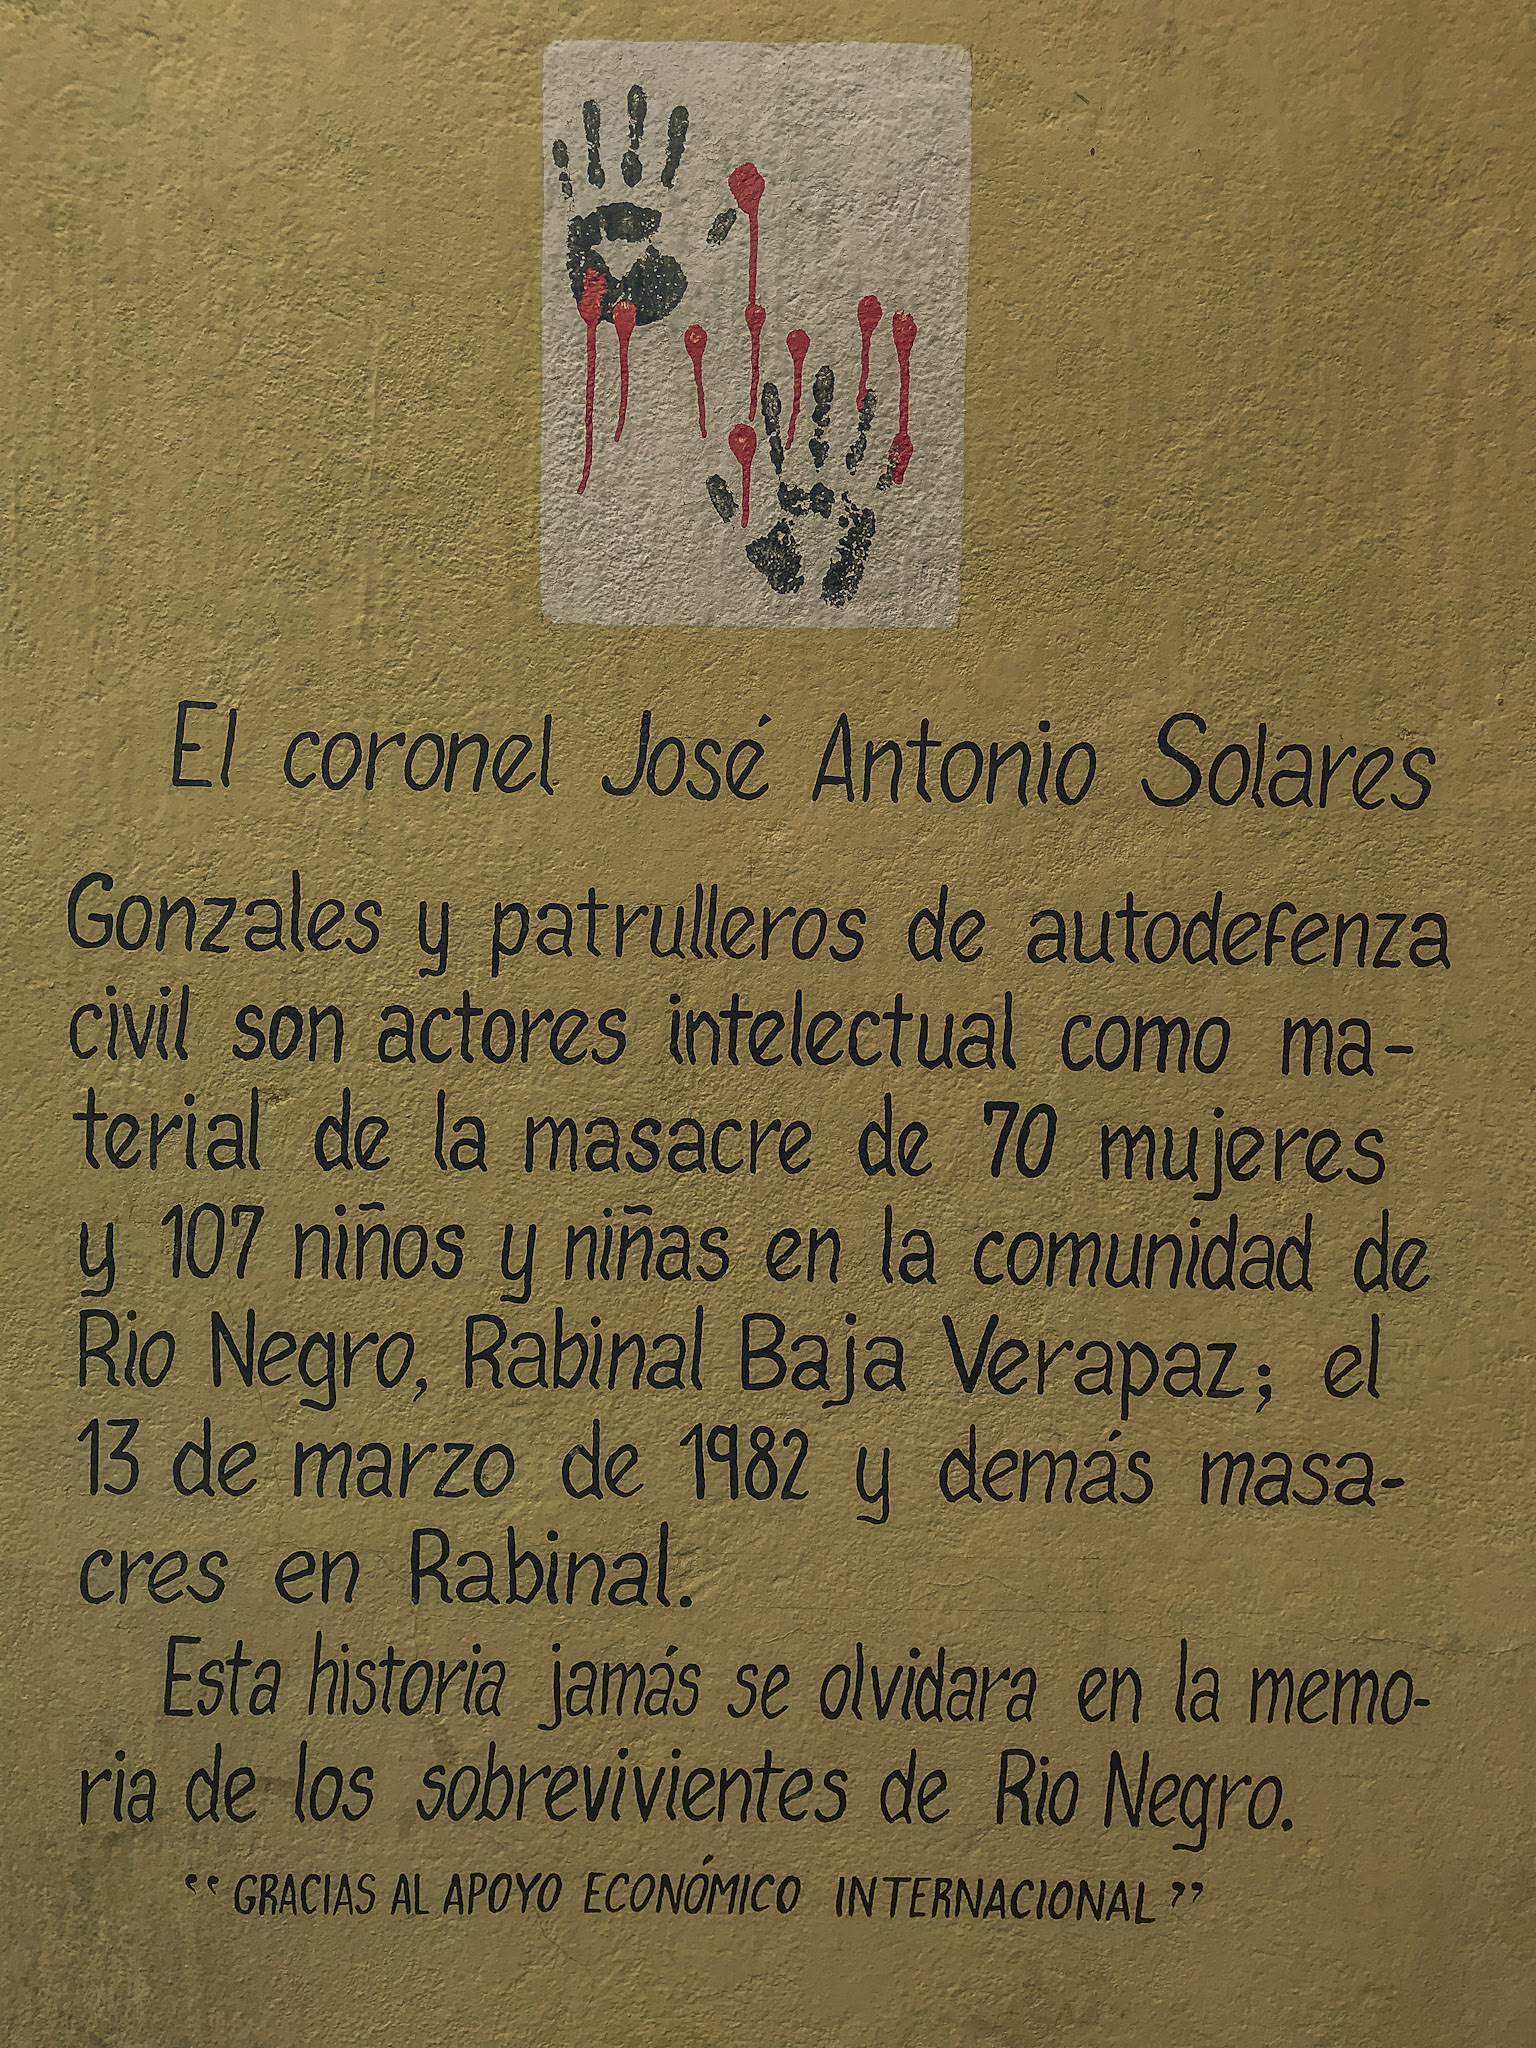 El coronel José Antonio Solares
Gonzales y patrulleros de autodefenza
civil son actores intelectual como ma-
terial de la masacre de 70 mujeres
y 107 niños y niñas en la comunidad de
Rio Negro, Rabinal Baja Verapaz; el
13 de marzo de 1982 y demás masa-
cres en Rabinal.
Esta historia jamás se olvidara en la memo-
ria de los sobrevivientes de Rio Negro.
“GRACIAS AL APOYO ECONÓMICO INTERNACIONAL”